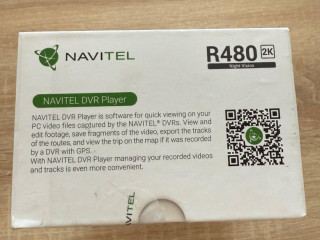 NAVITEL
R480 2K
Night Vision
NAVITEL DVR Player
NAVITEL DVR Player is software for quick viewing on your
PC video files captured by the NAVITEL® DVRs. View and
edit footage, save fragments of the video, export the tracks
of the routes, and view the trip on the map if it was recorded
by a DVR with GPS.
With NAVITEL DVR Player managing your recorded videos
and tracks is even more convenient.
NAVITEL